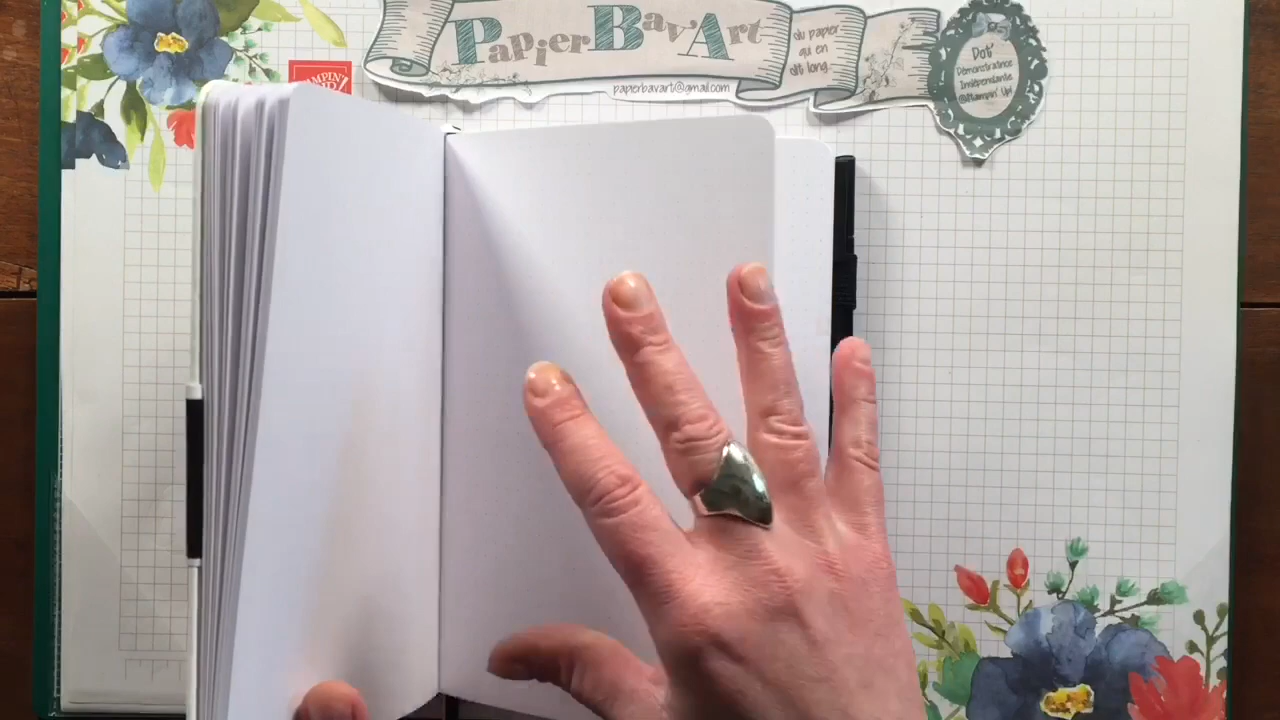 PapierBav'Art
du papier
qui en
dit long...
paperbavart@gmail.com
Dot'
Démonstratrice
Indépendante
@Stampin' Up!